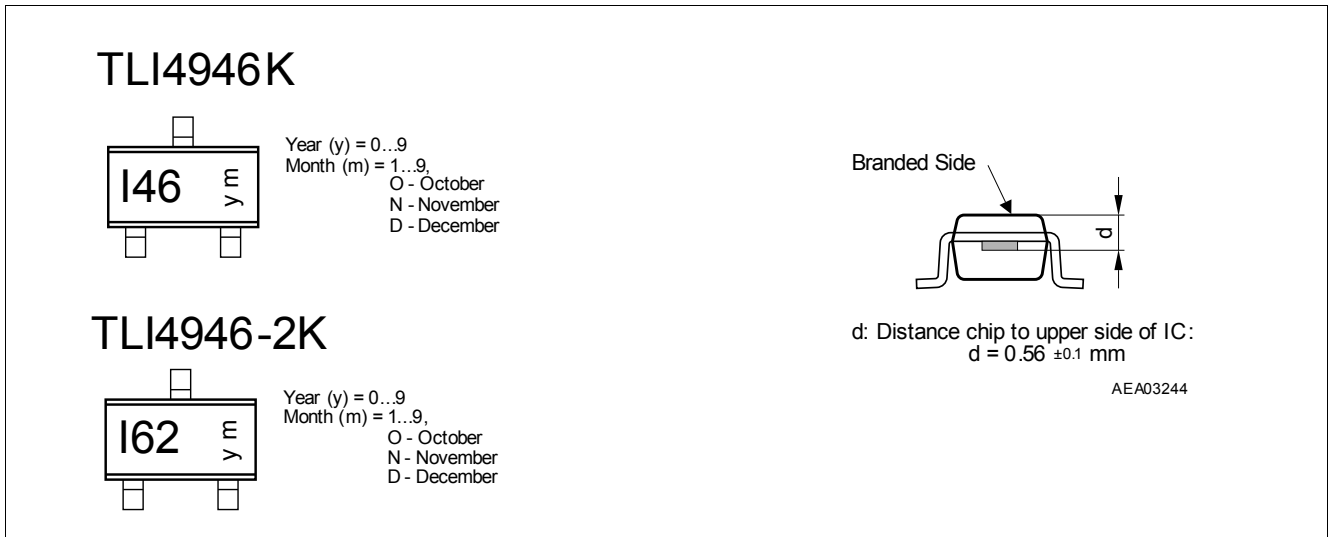 TLI4946K
I46
y m
Year (y) = 0...9
Month (m) = 1...9,
O - October
N - November
D - December
TLI4946-2K
I62
y m
Year (y) = 0...9
Month (m) = 1...9,
O - October
N - November
D - December
Branded Side
d
d: Distance chip to upper side of IC:
d = 0.56 ±0.1 mm
AEA03244